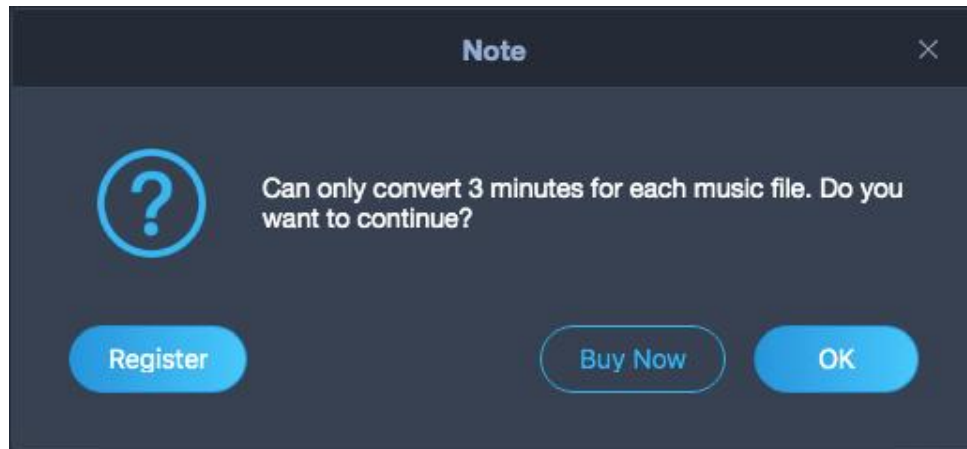 Note
Can only convert 3 minutes for each music file. Do you
want to continue?
Register
Buy Now
OK